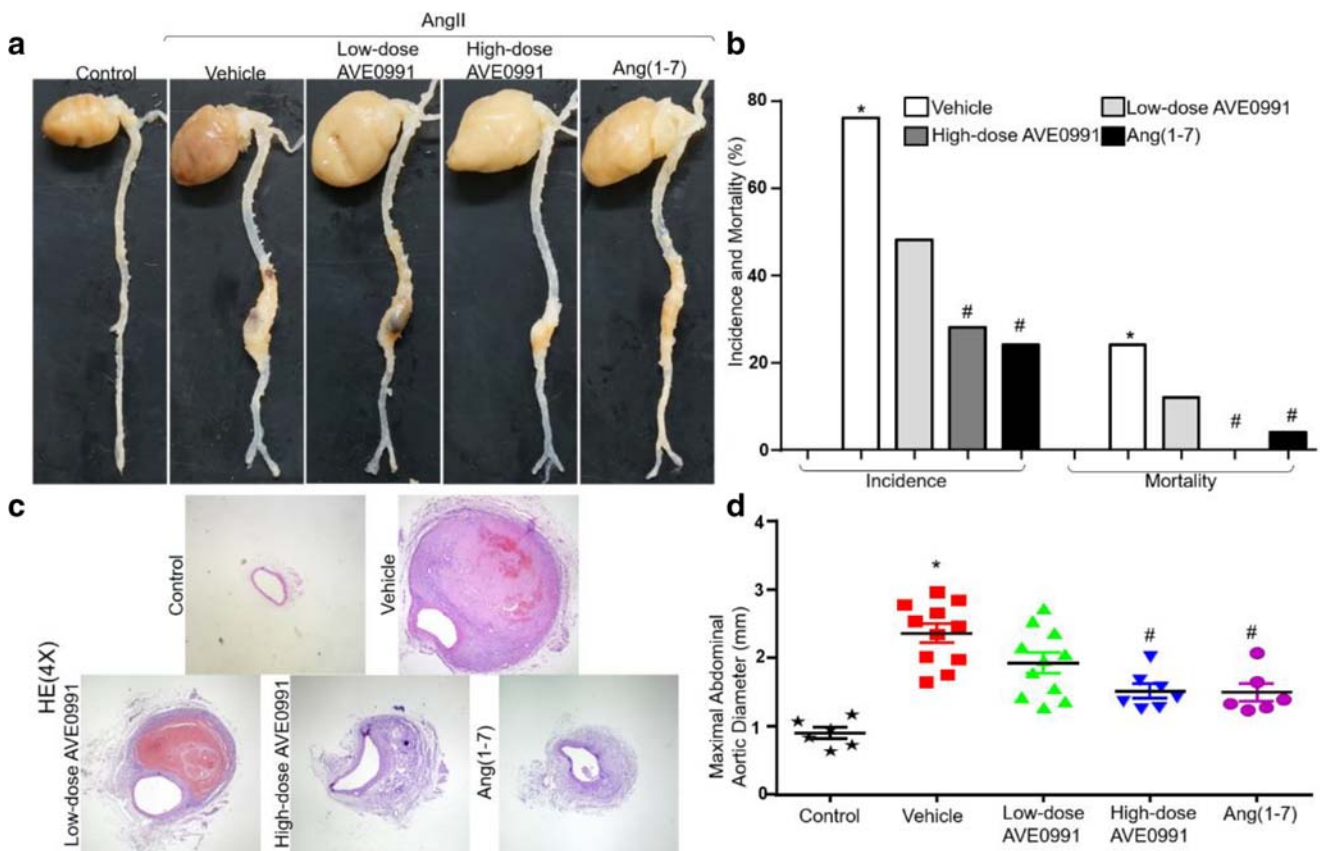 a
AngII
Control
Vehicle
Low-dose
AVE0991
High-dose
AVE0991
Ang(1-7)
b
Incidence and Mortality (%)
80
60
40
20
0
Vehicle
Low-dose AVE0991
High-dose AVE0991
Ang(1-7)
*
#
#
*
#
#
Incidence
Mortality
c
HE(4X)
Control
Vehicle
Low-dose AVE0991
High-dose AVE0991
Ang(1-7)
d
Maximal Abdominal
Aortic Diameter (mm)
4
3
2
1
0
*
#
#
Control
Vehicle
Low-dose
AVE0991
High-dose
AVE0991
Ang(1-7)